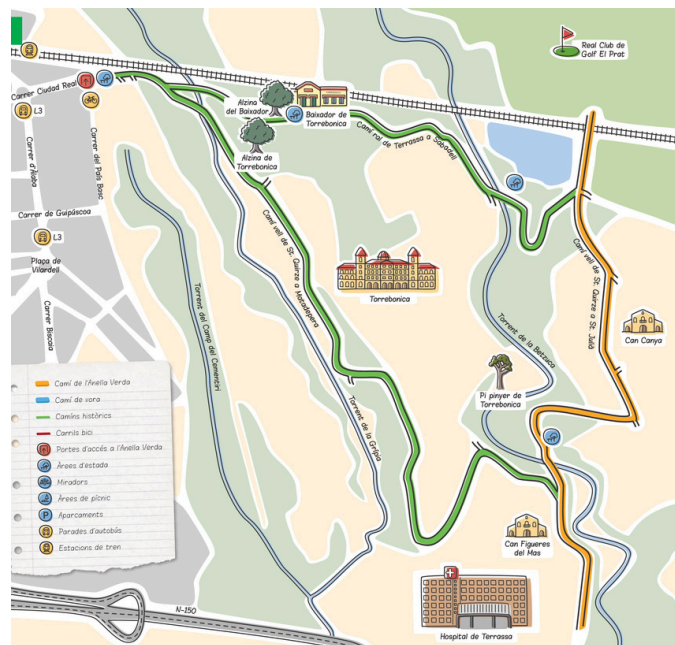 Real Club de
Golf El Prat
Carrer Ciudad Real
L3
Carrer d'Àlaba
Carrer del País Basc
Alzina
del Baixador
Baixador de
Torrebonica
Alzina de
Torrebonica
Camí ral de Terrassa a Sabadell
Carrer de Guipúscoa
L3
Plaça de
Vilardell
Carrer Biscaia
Camí vell de St. Quirze a Matadepera
Torrebonica
Camí vell de St. Quirze a St. Julià
Can Canya
Torrent del Camp del Cementiri
Torrent de la Betzuca
Pi pinyer de
Torrebonica
Torrent de la Grípia
Camí de l'Anella Verda
Camí de vora
Camins històrics
Carrils bici
Portes d'accés a l'Anella Verda
Àrees d'estada
Miradors
Àrees de pícnic
P
Aparcaments
Parades d'autobús
Estacions de tren
Can Figueres
del Mas
N-150
Hospital de Terrassa